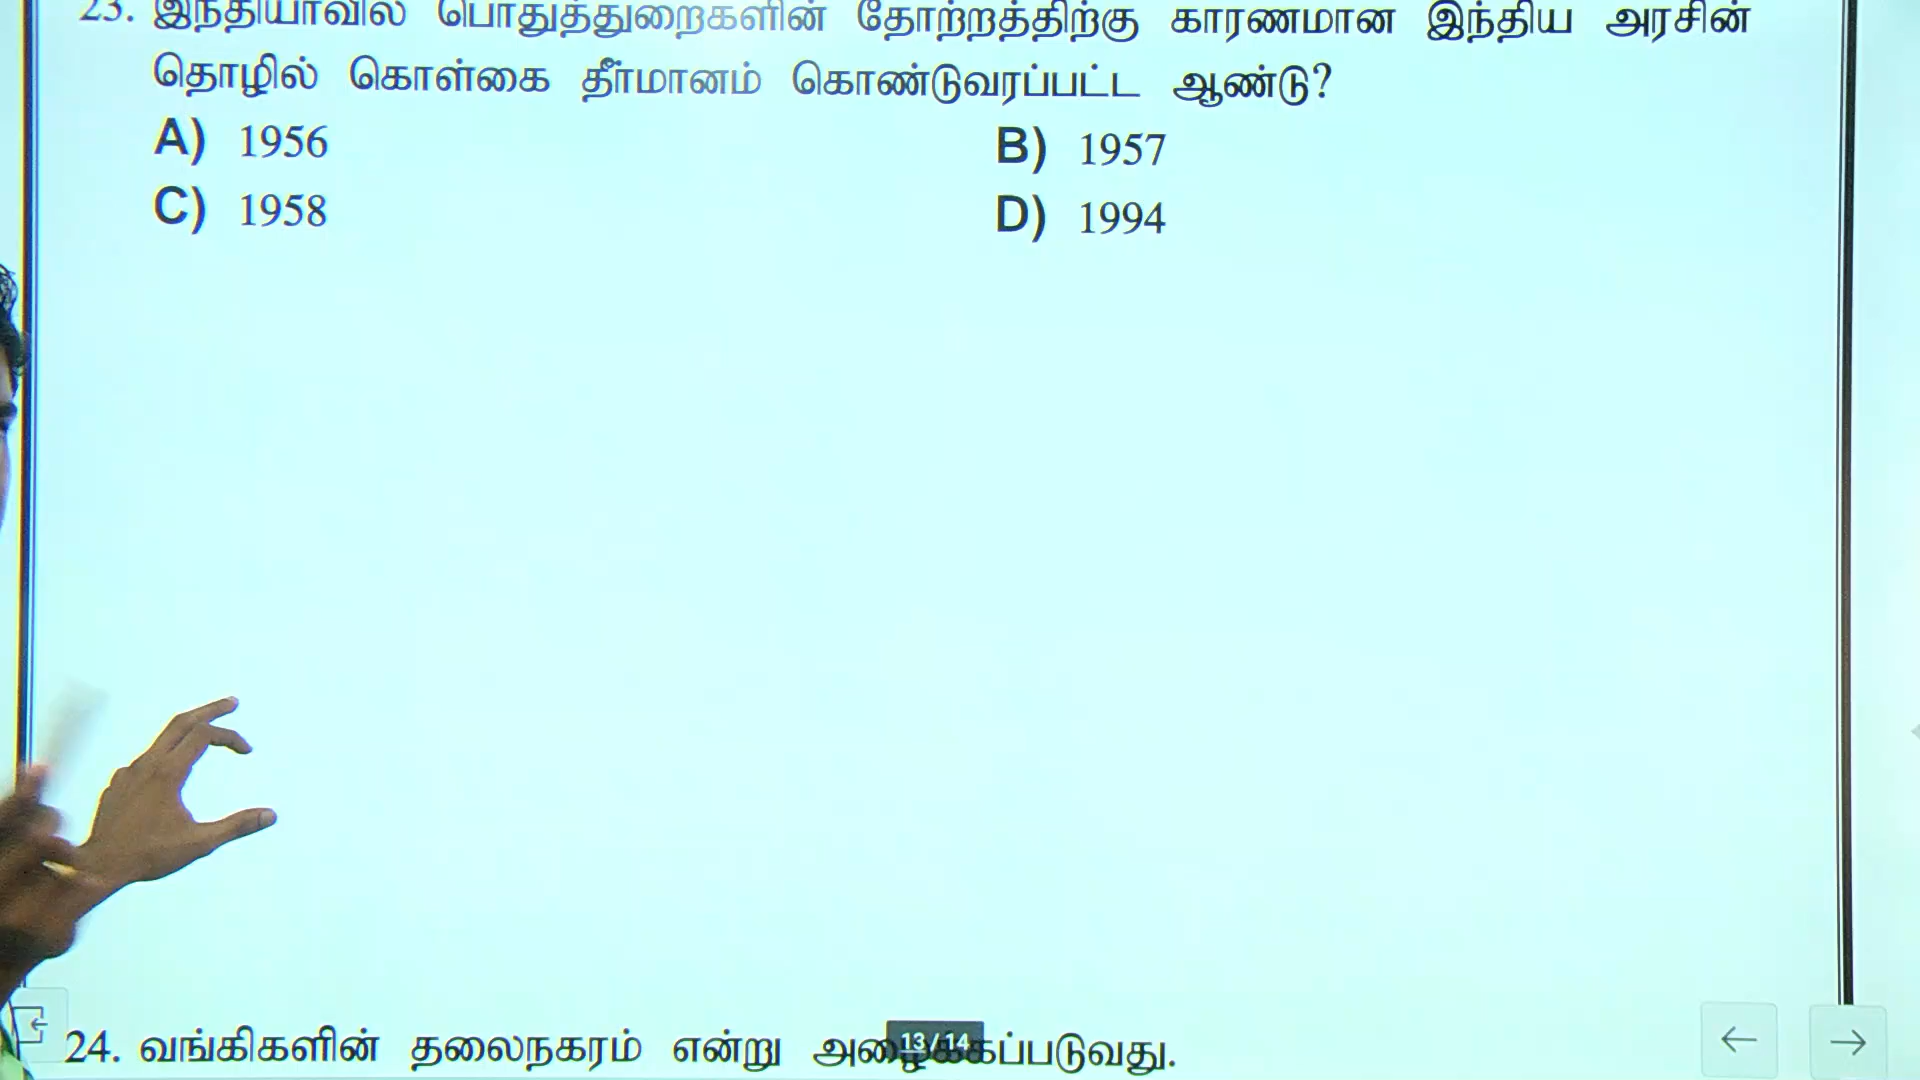 23. இந்தியாவில் பொதுத்துறைகளின் தோற்றத்திற்கு காரணமான இந்திய அரசின்
தொழில் கொள்கை தீர்மானம் கொண்டுவரப்பட்ட ஆண்டு?
A) 1956
B) 1957
C) 1958
D) 1994
24. வங்கிகளின் தலைநகரம் என்று அழைக்கப்படுவது.
13/14